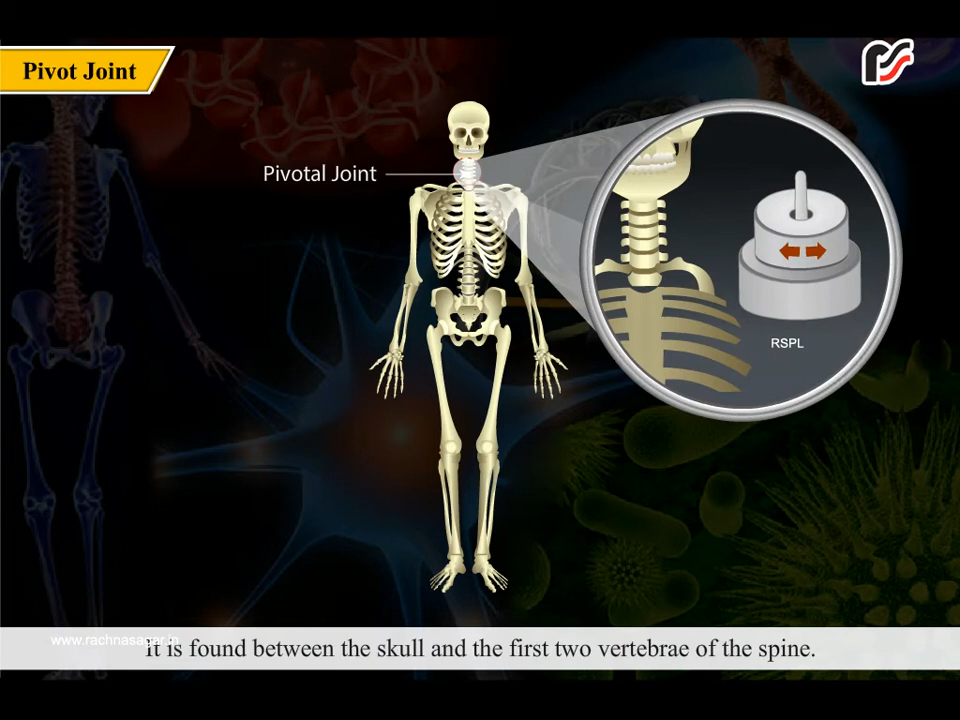 Pivot Joint
Pivotal Joint
RSPL
www.rachnasagar.in
It is found between the skull and the first two vertebrae of the spine.